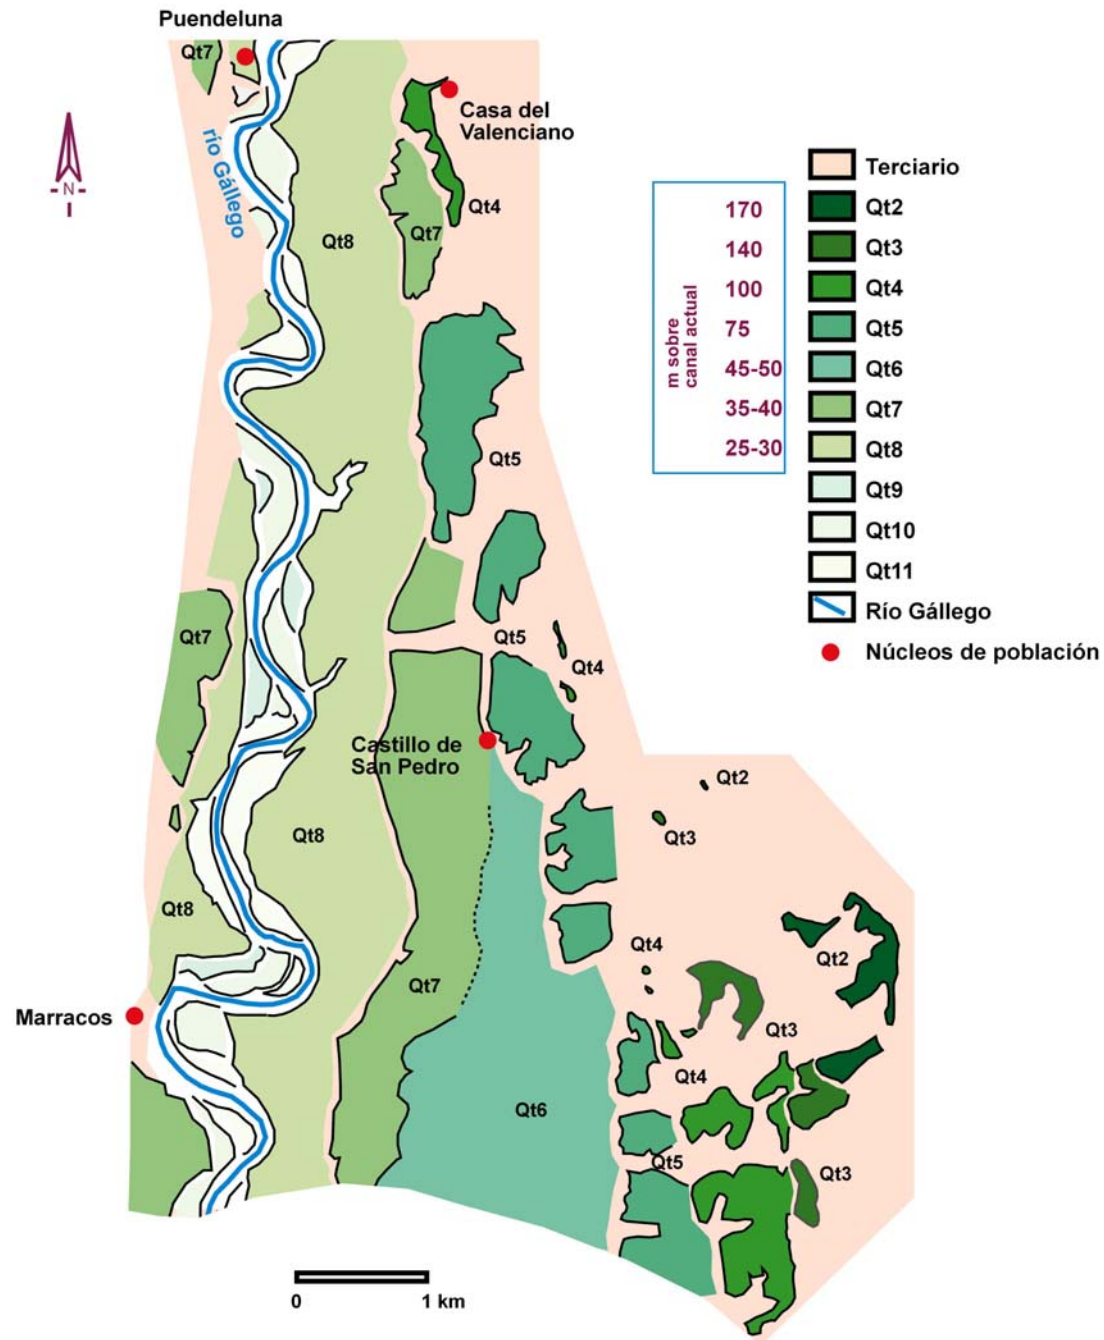 Puendeluna
Qt7
Casa del
Valenciano
N
río Gállego
Qt4
Qt8
Qt7
Qt5
Qt5
Qt7
Qt4
Castillo de
San Pedro
Qt2
Qt3
Qt8
Qt8
Qt4
Qt2
Qt7
Marracos
Qt3
Qt4
Qt6
Qt5
Qt3
0 1 km
m sobre
canal actual
170
140
100
75
45-50
35-40
25-30
Terciario
Qt2
Qt3
Qt4
Qt5
Qt6
Qt7
Qt8
Qt9
Qt10
Qt11
Río Gállego
Núcleos de población